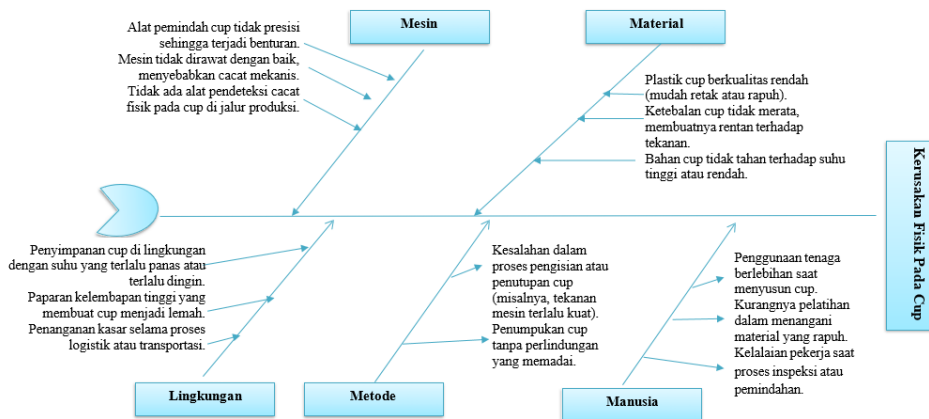 Mesin
Alat pemindah cup tidak presisi
sehingga terjadi benturan.
Mesin tidak dirawat dengan baik,
menyebabkan cacat mekanis.
Tidak ada alat pendeteksi cacat
fisik pada cup di jalur produksi.
Material
Plastik cup berkualitas rendah
(mudah retak atau rapuh).
Ketebalan cup tidak merata,
membuatnya rentan terhadap
tekanan.
Bahan cup tidak tahan terhadap suhu
tinggi atau rendah.
Kerusakan Fisik Pada Cup
Penyimpanan cup di lingkungan
dengan suhu yang terlalu panas atau
terlalu dingin.
Paparan kelembapan tinggi yang
membuat cup menjadi lemah.
Penanganan kasar selama proses
logistik atau transportasi.
Lingkungan
Kesalahan dalam
proses pengisian atau
penutupan cup
(misalnya, tekanan
mesin terlalu kuat).
Penumpukan cup
tanpa perlindungan
yang memadai.
Metode
Penggunaan tenaga
berlebihan saat
menyusun cup.
Kurangnya pelatihan
dalam menangani
material yang rapuh.
Kelalaian pekerja saat
proses inspeksi atau
pemindahan.
Manusia